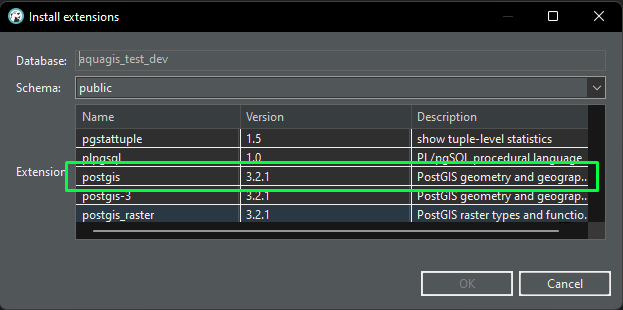 Install extensions
Database: aquagis_test_dev
Schema: public
Name Version Description
pgstattuple 1.5 show tuple-level statistics
plpgsql 1.0 PL/pgSQL procedural language
Extension
postgis 3.2.1 PostGIS geometry and geograp..
postgis-3 3.2.1 PostGIS geometry and geograp..
postgis_raster 3.2.1 PostGIS raster types and functio..
OK Cancel